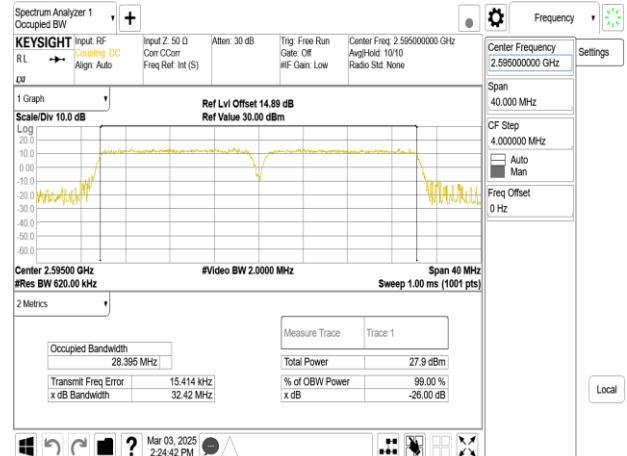 Spectrum Analyzer 1
Occupied BW
Frequency
KEYSIGHT
RL
LXI
Input: RF
Coupling: DC
Align: Auto
Input Z: 50 Ω
Corr CCorr
Freq Ref: Int (S)
Atten: 30 dB
Trig: Free Run
Gate: Off
#IF Gain: Low
Center Freq: 2.595000000 GHz
Avg|Hold: 10/10
Radio Std: None
Center Frequency
2.595000000 GHz
Settings
Span
40.000 MHz
CF Step
4.000000 MHz
Auto
Man
Freq Offset
0 Hz
Local
1 Graph
Scale/Div 10.0 dB
Ref Lvl Offset 14.89 dB
Ref Value 30.00 dBm
Log
20.0
10.0
0.00
-10.0
-20.0
-30.0
-40.0
-50.0
-60.0
Center 2.59500 GHz
#Video BW 2.0000 MHz
Span 40 MHz
#Res BW 620.00 kHz
Sweep 1.00 ms (1001 pts)
2 Metrics
Measure Trace Trace 1
Occupied Bandwidth
28.395 MHz
Total Power 27.9 dBm
Transmit Freq Error 15.414 kHz
% of OBW Power 99.00 %
x dB Bandwidth 32.42 MHz
x dB -26.00 dB
Mar 03, 2025
2:24:42 PM